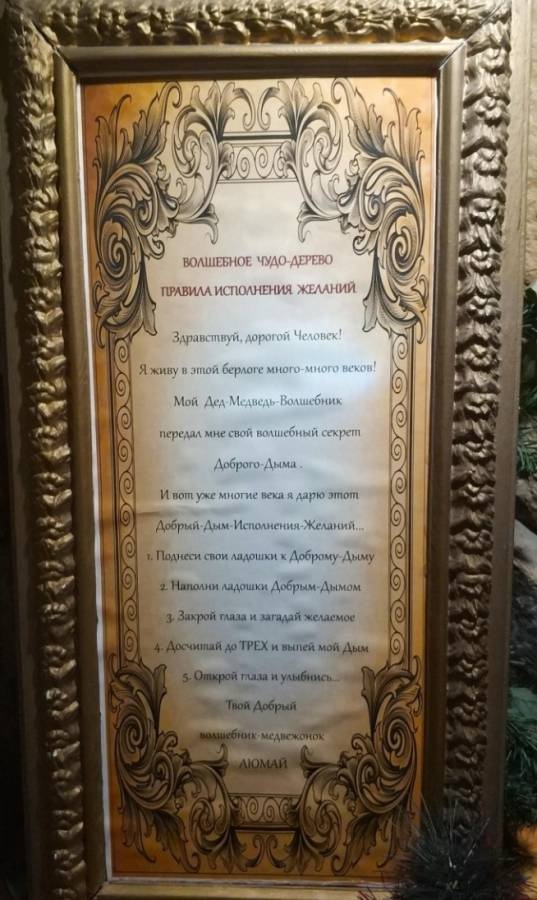 ВОЛШЕБНОЕ ЧУДО-ДЕРЕВО
ПРАВИЛА ИСПОЛНЕНИЯ ЖЕЛАНИЙ
Здравствуй, дорогой Человек!
Я живу в этой берлоге много-много веков!
Мой Дед-Медведь-Волшебник
передал мне свой волшебный секрет
Доброго-Дыма .
И вот уже многие века я дарю этот
Добрый-Дым-Исполнения-Желаний...
1. Поднеси свои ладошки к Доброму-Дыму
2. Наполни ладошки Добрым-Дымом
3. Закрой глаза и загадай желаемое
4. Досчитай до ТРЕХ и выпей мой Дым
5. Открой глаза и улыбнись...
Твой Добрый
волшебник-медвежонок
ЛЮМАЙ